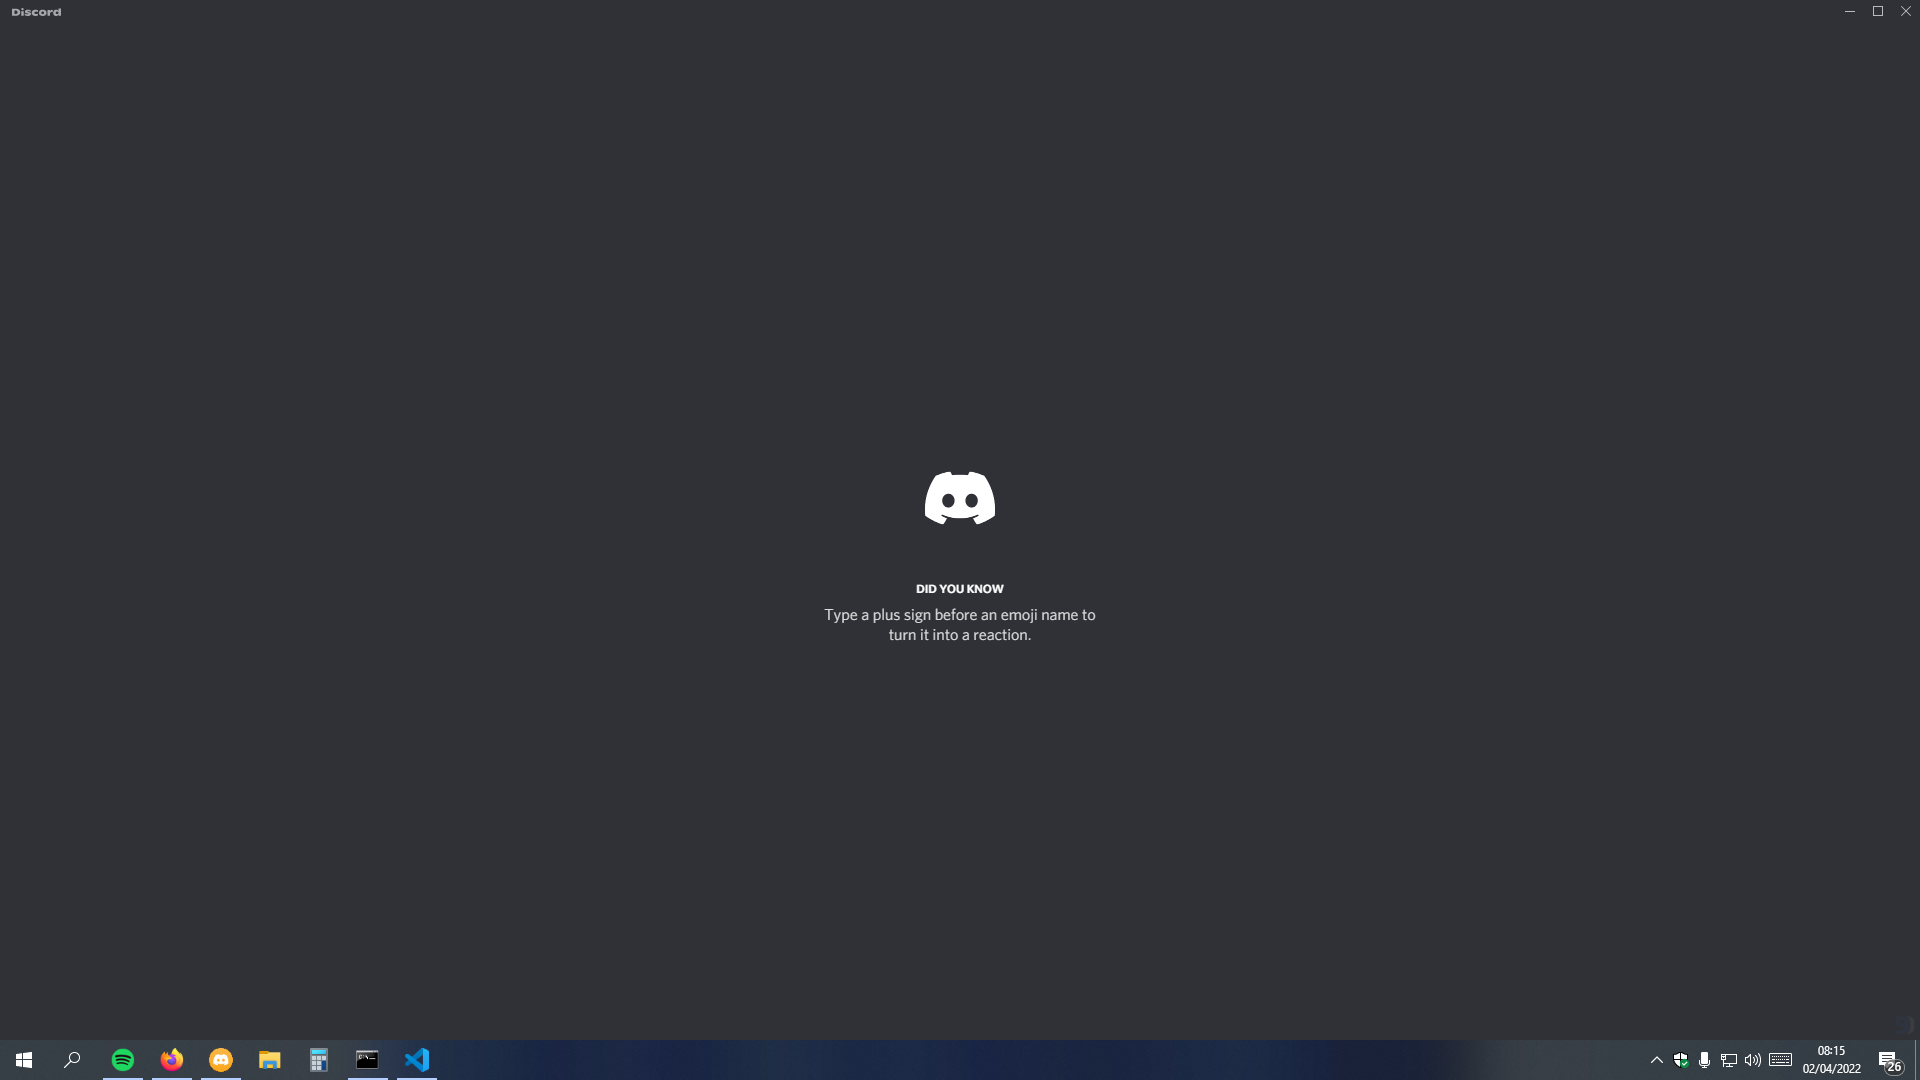 Discord
DID YOU KNOW
Type a plus sign before an emoji name to
turn it into a reaction.
08:15
02/04/2022
26